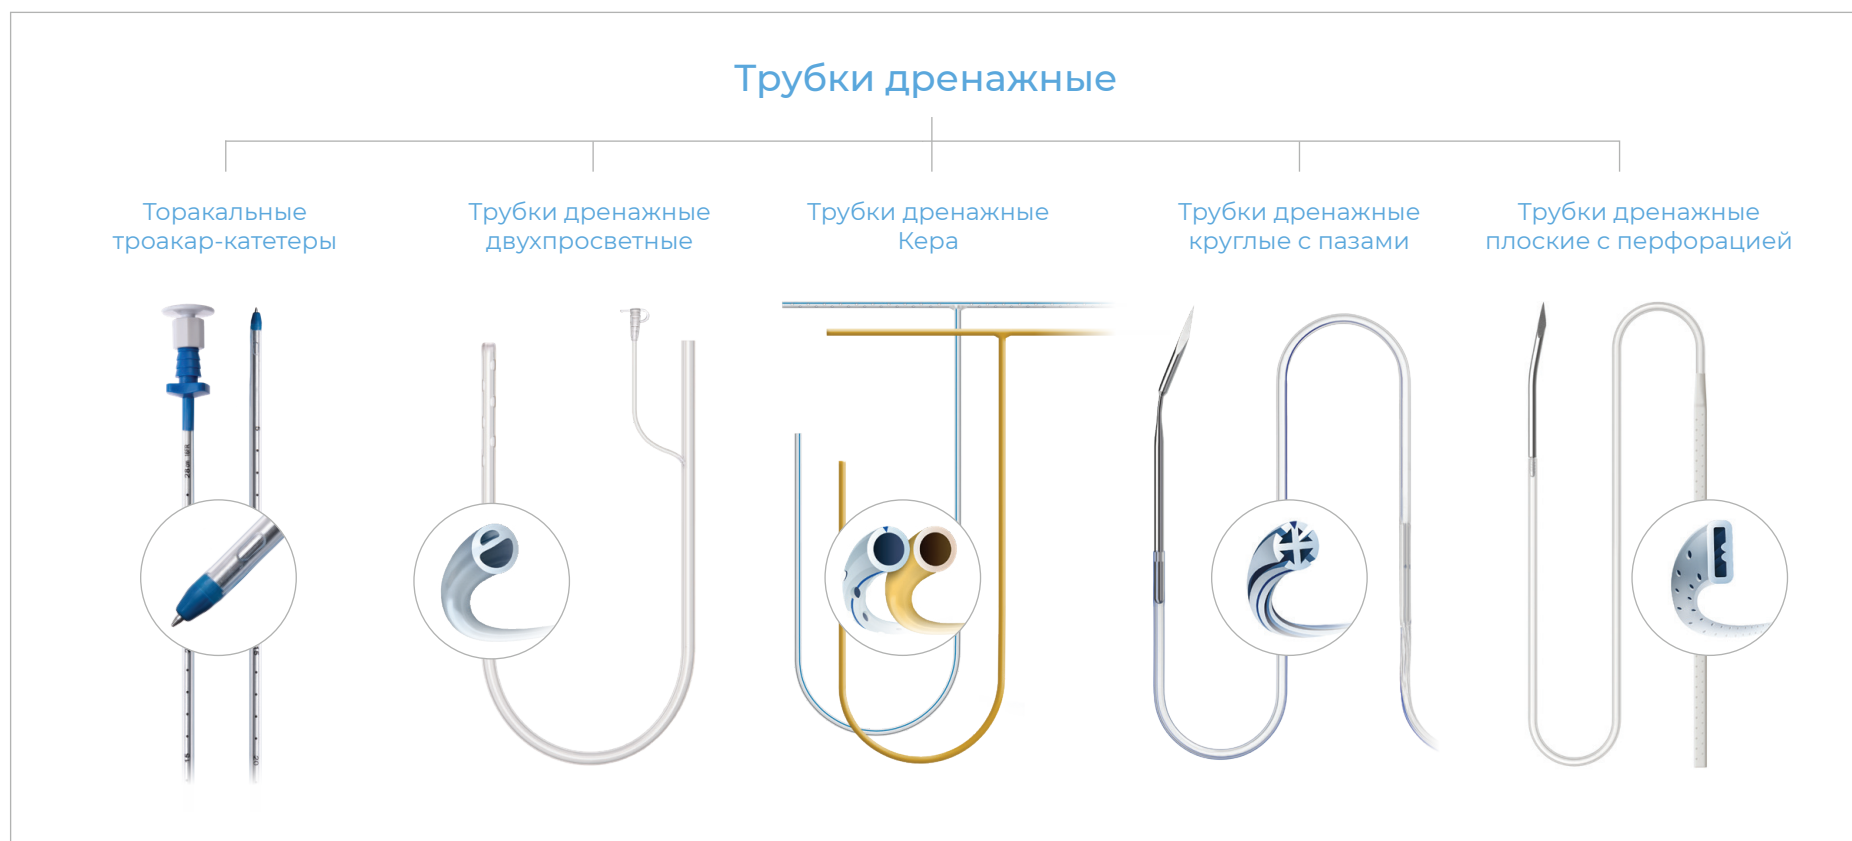 Трубки дренажные
Торакальные
троакар-катетеры
Трубки дренажные
двухпросветные
Трубки дренажные
Кера
Трубки дренажные
круглые с пазами
Трубки дренажные
плоские с перфорацией
20